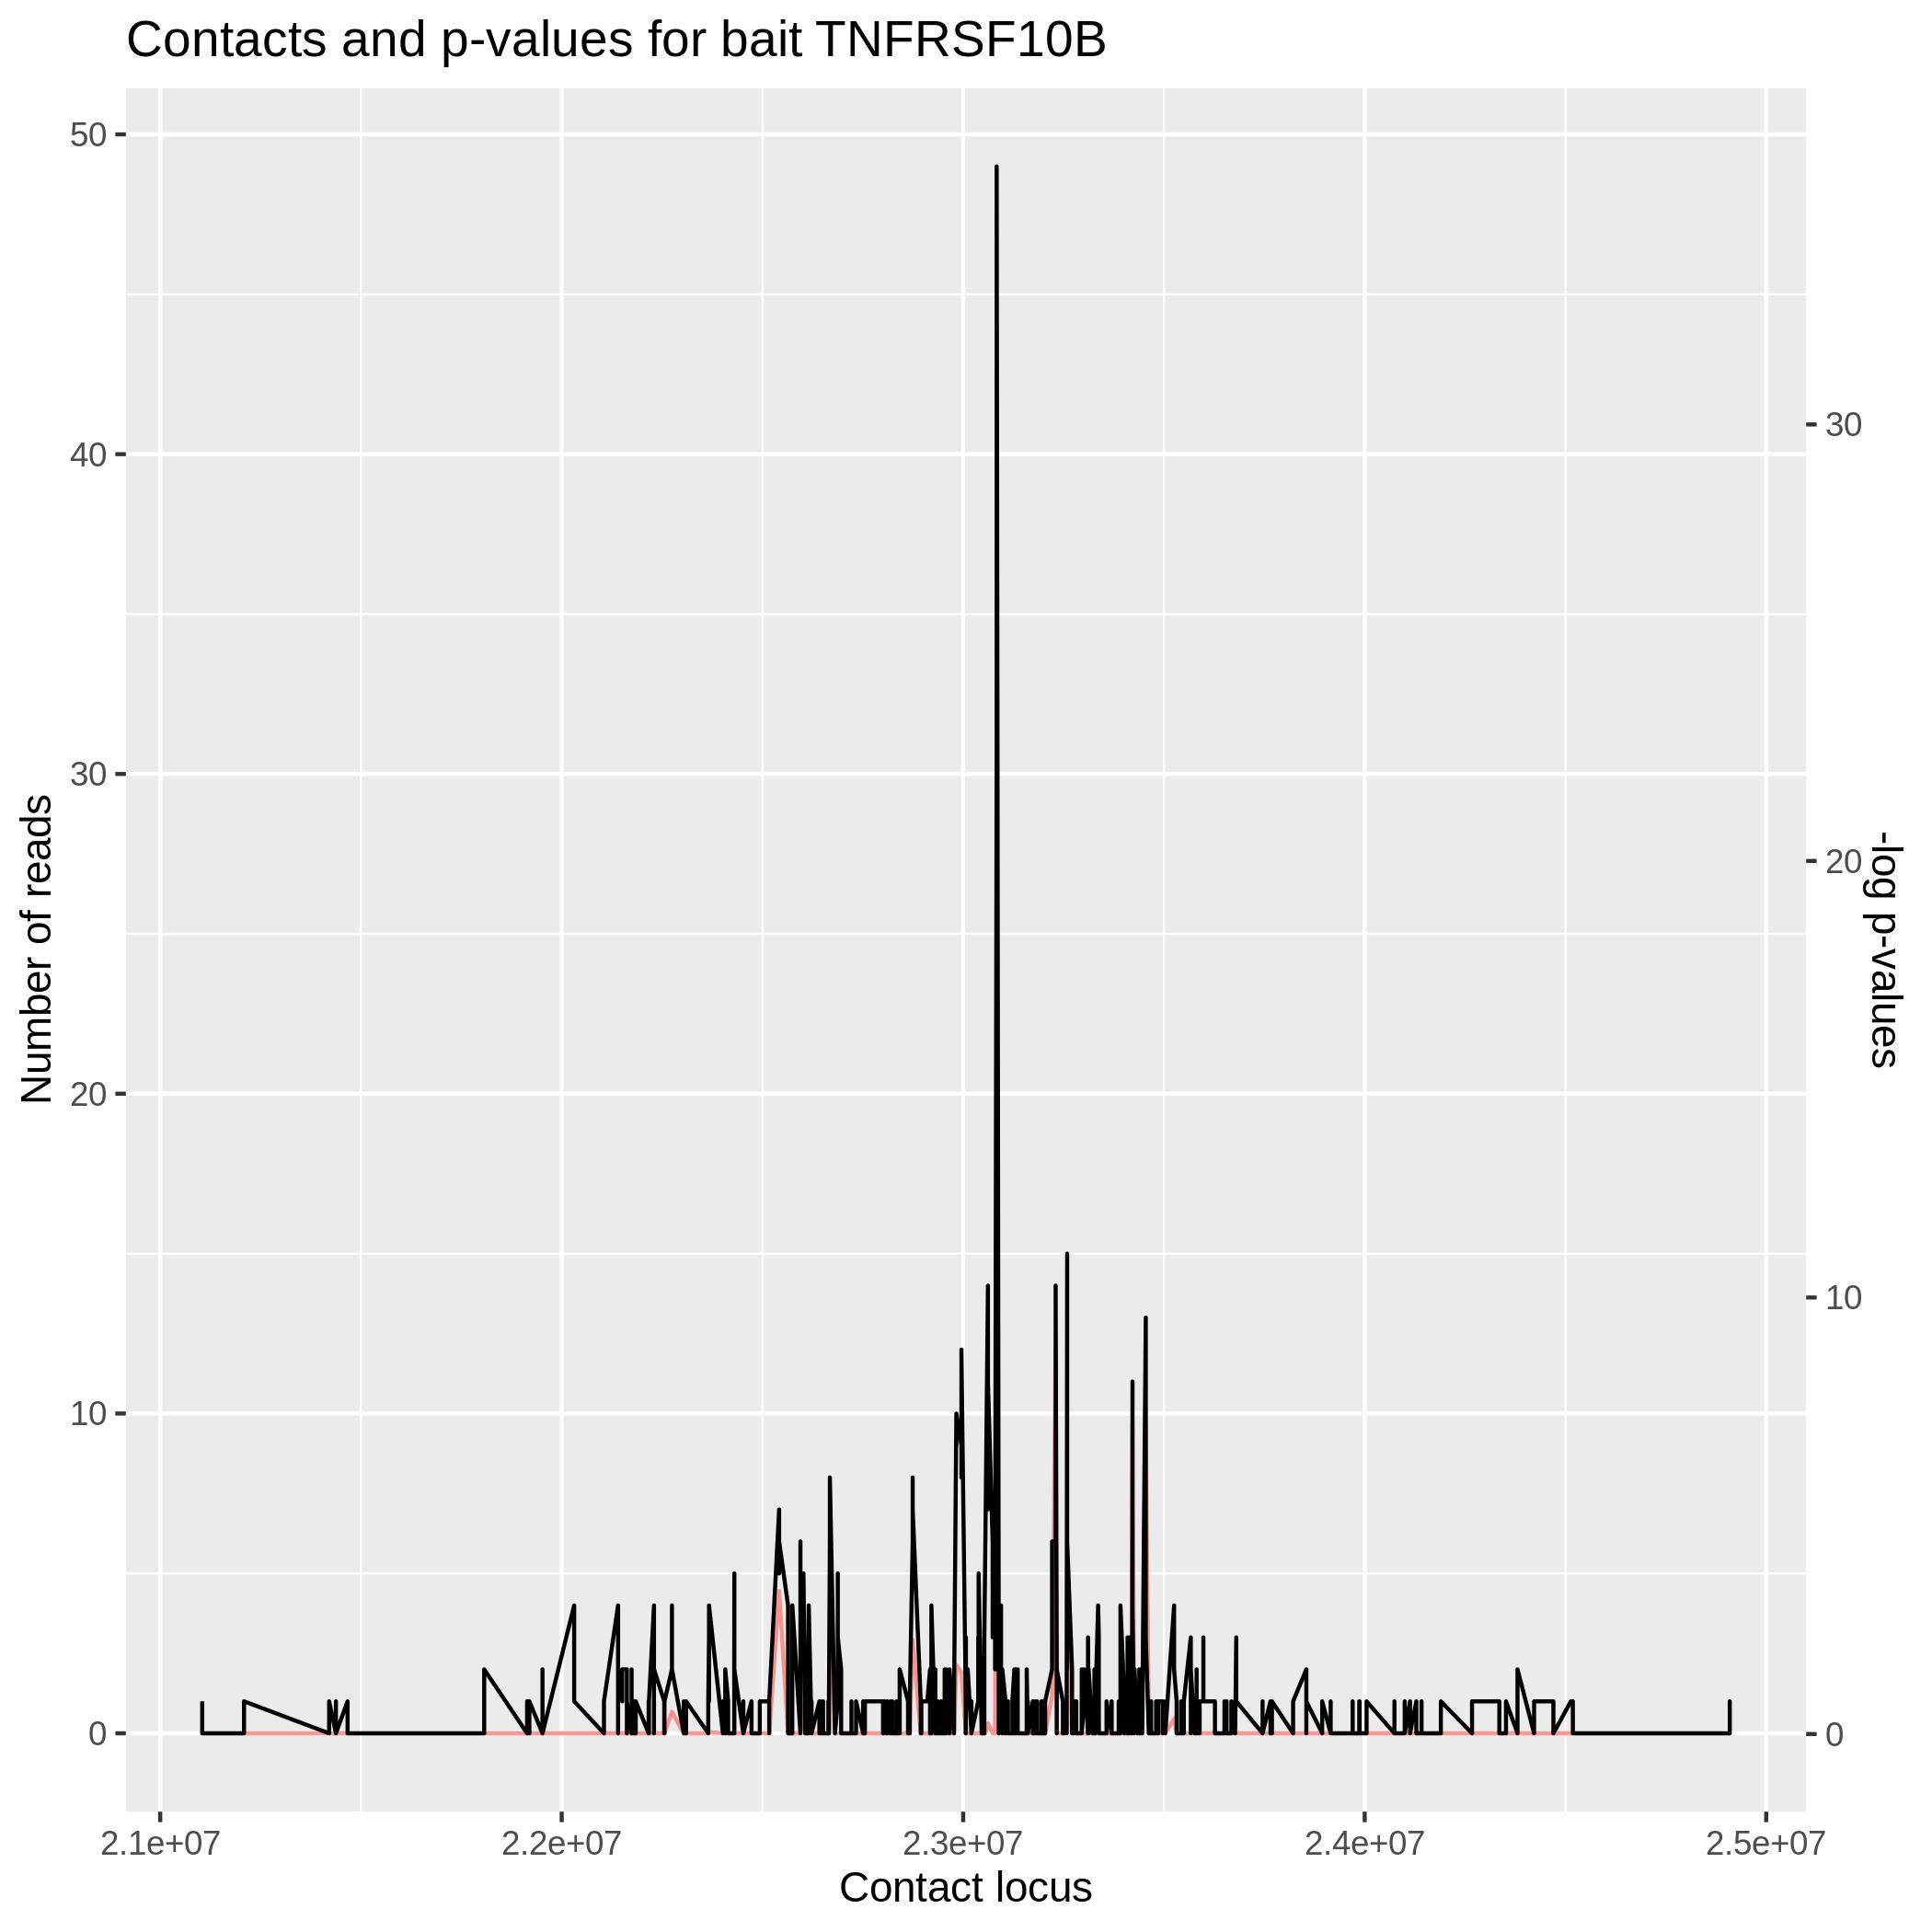 Contacts and p-values for bait TNFRSF10B
50
40
30
20
10
0
Number of reads
30
20
10
0
-log p-values
2.1e+07
2.2e+07
2.3e+07
2.4e+07
2.5e+07
Contact locus